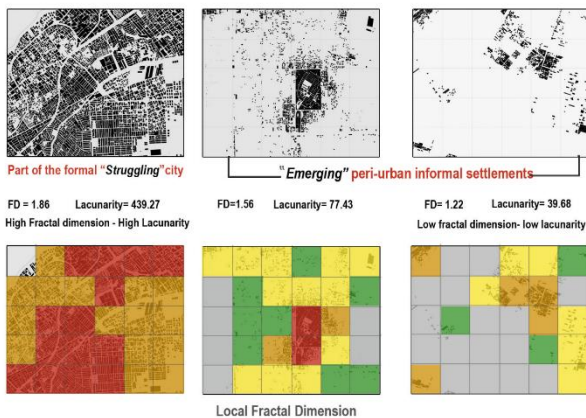 Part of the formal "Struggling"city
"Emerging" peri-urban informal settlements
FD = 1.86 Lacunarity= 439.27
FD=1.56 Lacunarity= 77.43
FD = 1.22 Lacunarity= 39.68
High Fractal dimension - High Lacunarity
Low fractal dimension- low lacunarity
Local Fractal Dimension